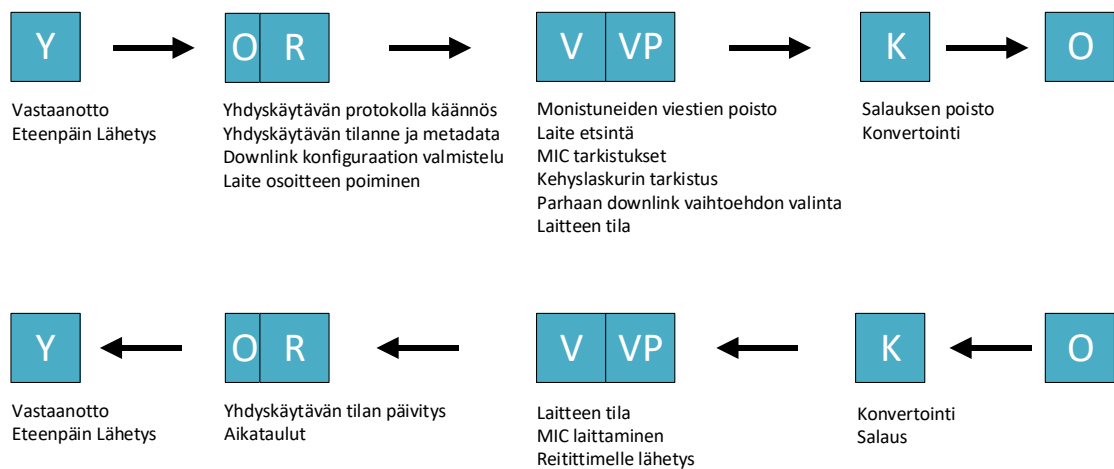 Y
O R
V VP
K
O
Vastaanotto
Eteenpäin Lähetys
Yhdyskäytävän protokolla käännös
Yhdyskäytävän tilanne ja metadata
Downlink konfiguraation valmistelu
Laite osoitteen poiminen
Monistuneiden viestien poisto
Laite etsintä
MIC tarkistukset
Kehyslaskurin tarkistus
Parhaan downlink vaihtoehdon valinta
Laitteen tila
Salauksen poisto
Konvertointi
Y
O R
V VP
K
O
Vastaanotto
Eteenpäin Lähetys
Yhdyskäytävän tilan päivitys
Aikataulut
Laitteen tila
MIC laittaminen
Reitittimelle lähetys
Konvertointi
Salaus